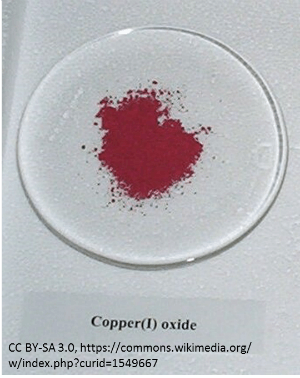 Copper(I) oxide
CC BY-SA 3.0, https://commons.wikimedia.org/
w/index.php?curid=1549667